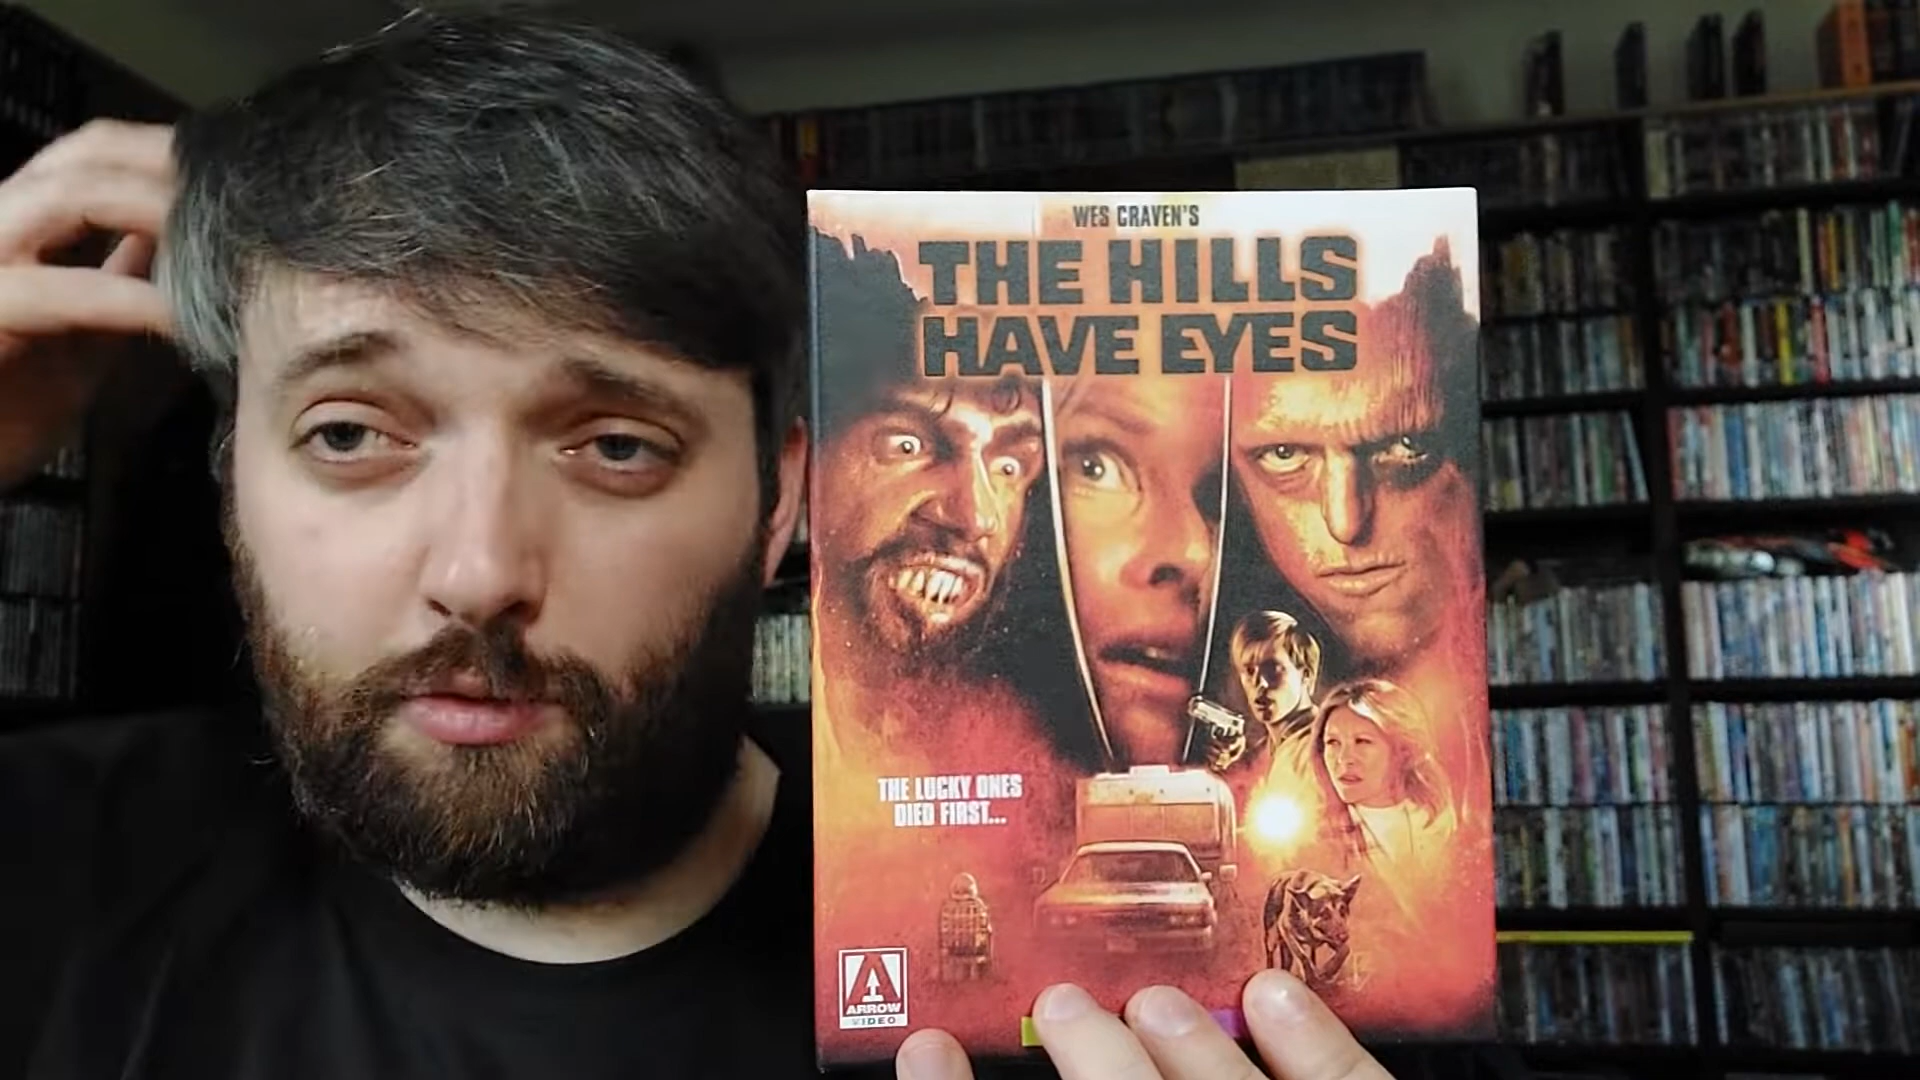 WES CRAVEN'S
THE HILLS
HAVE EYES
THE LUCKY ONES
DIED FIRST...
ARROW
VIDEO